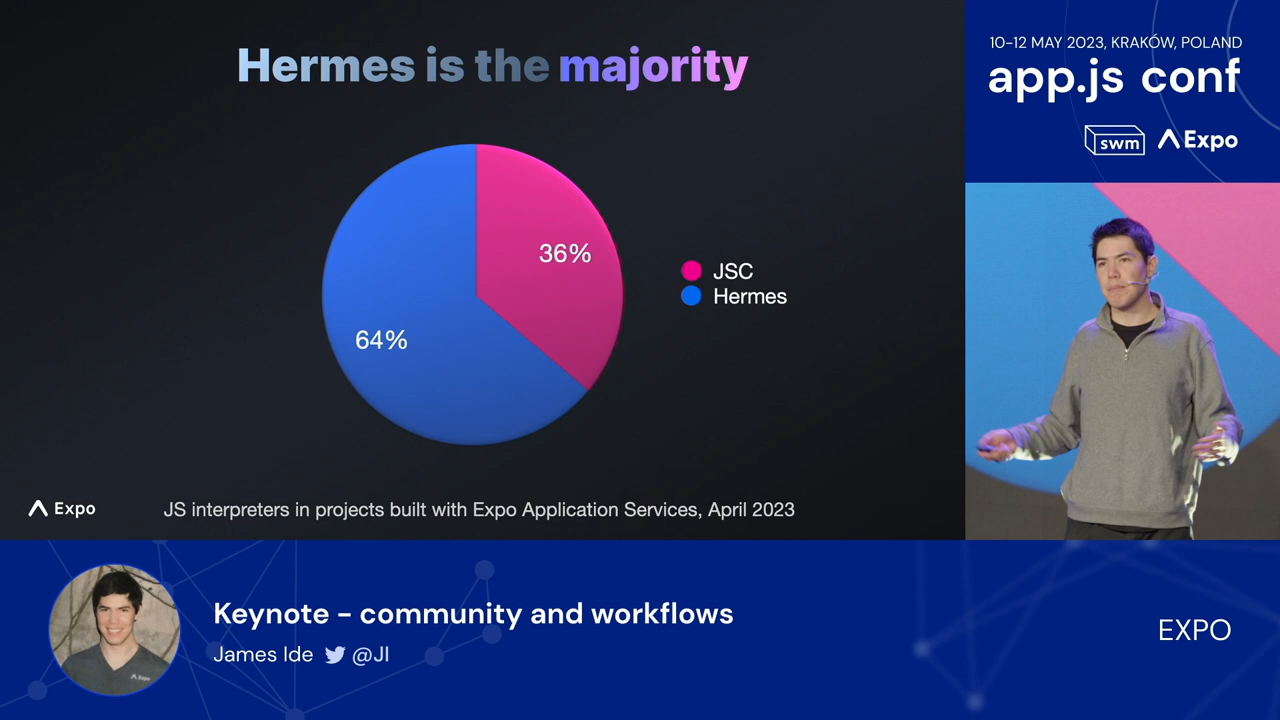 Hermes is the majority
36%
64%
JSC
Hermes
Expo
JS interpreters in projects built with Expo Application Services, April 2023
10-12 MAY 2023, KRAKÓW, POLAND
app.js conf
swm
Expo
Keynote - community and workflows
James Ide @JI
EXPO